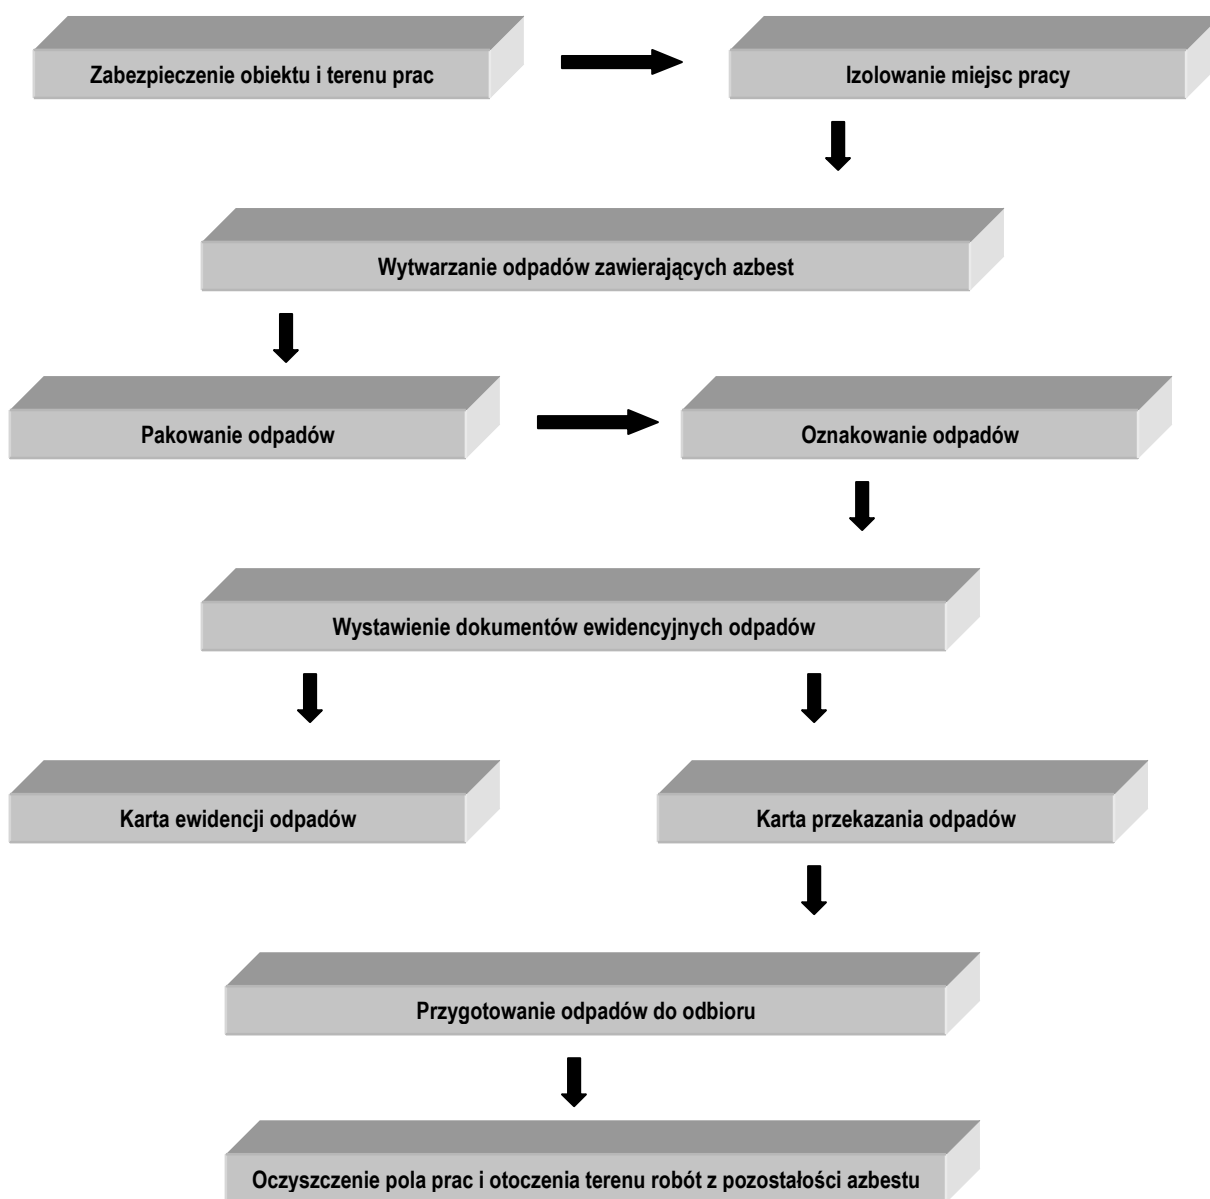 Zabezpieczenie obiektu i terenu prac
Izolowanie miejsc pracy
Wytwarzanie odpadów zawierających azbest
Pakowanie odpadów
Oznakowanie odpadów
Wystawienie dokumentów ewidencyjnych odpadów
Karta ewidencji odpadów
Karta przekazania odpadów
Przygotowanie odpadów do odbioru
Oczyszczenie pola prac i otoczenia terenu robót z pozostałości azbestu